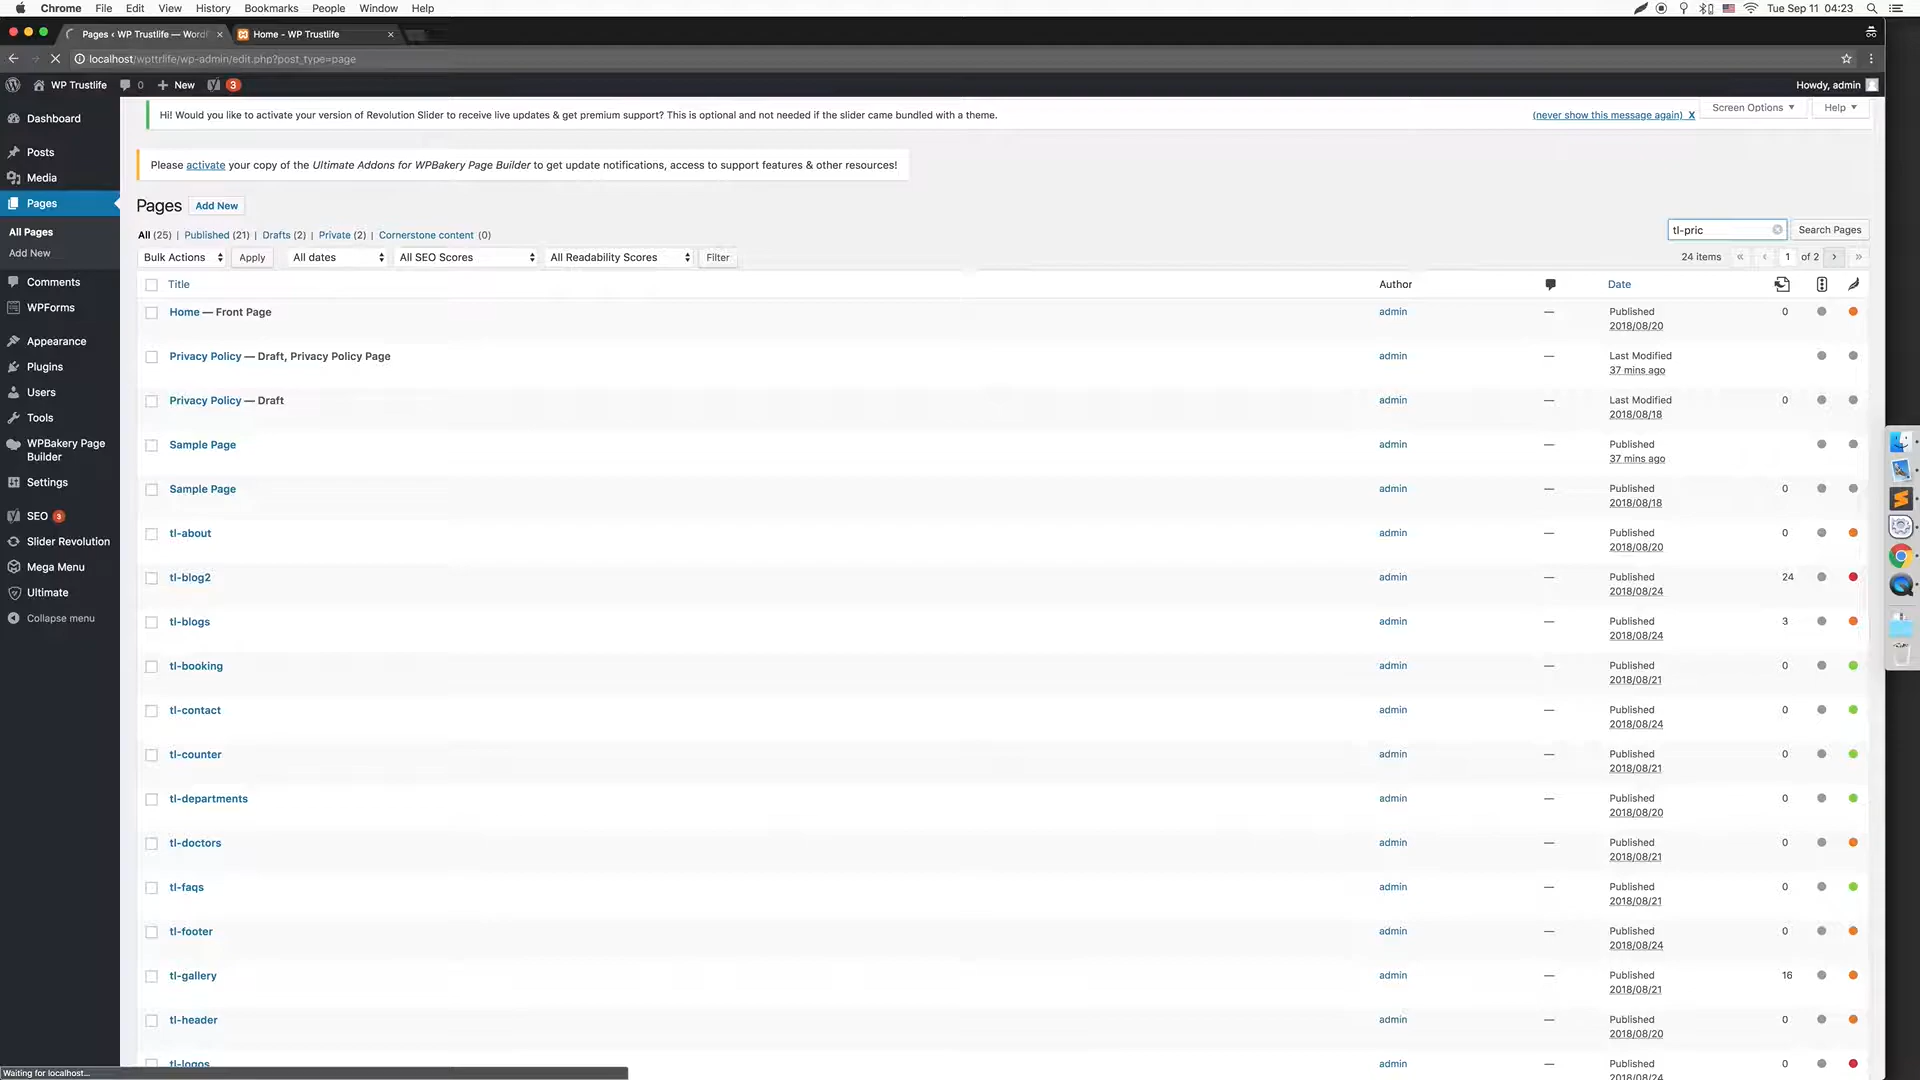 Chrome File Edit View History Bookmarks People Window Help Tue Sep 11 04:23
Pages ‹ WP Trustlife — WordP Home - WP Trustlife
localhost/wpttrlife/wp-admin/edit.php?post_type=page
WP Trustlife 0 New 3 Howdy, admin
Hi! Would you like to activate your version of Revolution Slider to receive live updates & get premium support? This is optional and not needed if the slider came bundled with a theme. (never show this message again) X Screen Options Help
Please activate your copy of the Ultimate Addons for WPBakery Page Builder to get update notifications, access to support features & other resources!
Dashboard
Posts
Media
Pages
All Pages
Add New
Comments
WPForms
Appearance
Plugins
Users
Tools
WPBakery Page
Builder
Settings
SEO 3
Slider Revolution
Mega Menu
Ultimate
Collapse menu
Pages Add New
All (25) | Published (21) | Drafts (2) | Private (2) | Cornerstone content (0) tl-pric Search Pages
Bulk Actions Apply All dates All SEO Scores All Readability Scores Filter 24 items « ‹ 1 of 2 › »
Title Author Date
Home — Front Page admin — Published 0
2018/08/20
Privacy Policy — Draft, Privacy Policy Page admin — Last Modified
37 mins ago
Privacy Policy — Draft admin — Last Modified 0
2018/08/18
Sample Page admin — Published
37 mins ago
Sample Page admin — Published 0
2018/08/18
tl-about admin — Published 0
2018/08/20
tl-blog2 admin — Published 24
2018/08/24
tl-blogs admin — Published 3
2018/08/24
tl-booking admin — Published 0
2018/08/21
tl-contact admin — Published 0
2018/08/24
tl-counter admin — Published 0
2018/08/21
tl-departments admin — Published 0
2018/08/20
tl-doctors admin — Published 0
2018/08/21
tl-faqs admin — Published 0
2018/08/21
tl-footer admin — Published 0
2018/08/24
tl-gallery admin — Published 16
2018/08/21
tl-header admin — Published 0
2018/08/20
tl-logos admin — Published 0
2018/08/24
Waiting for localhost...